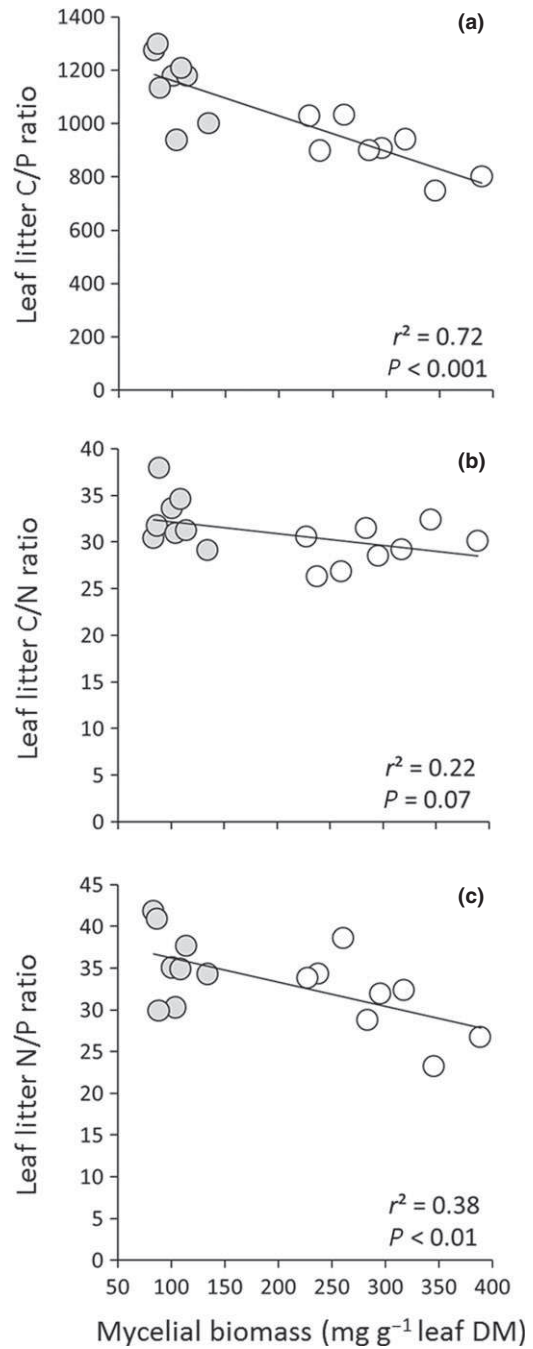 (a)
1400
1200
1000
800
600
400
200
0
Leaf litter C/P ratio
r² = 0.72
P < 0.001
(b)
40
35
30
25
20
15
10
5
0
Leaf litter C/N ratio
r² = 0.22
P = 0.07
(c)
45
40
35
30
25
20
15
10
5
0
Leaf litter N/P ratio
r² = 0.38
P < 0.01
50 100 150 200 250 300 350 400
Mycelial biomass (mg g⁻¹ leaf DM)